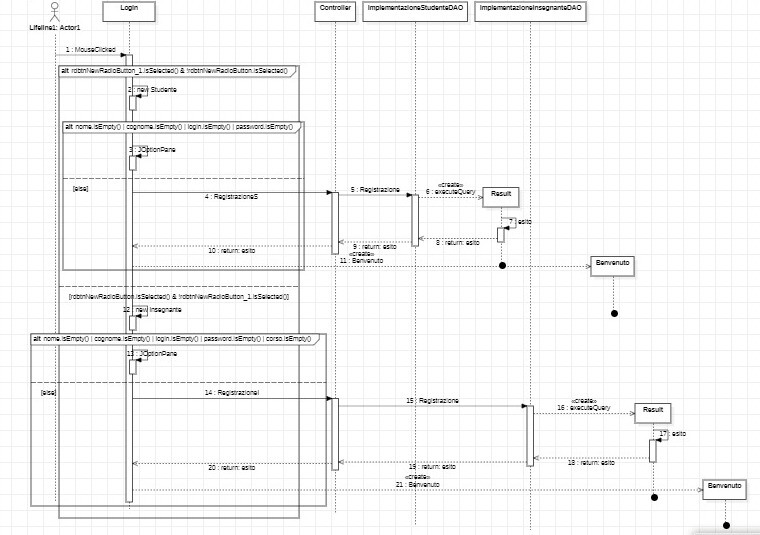 Login
Controller
ImplementazioneStudenteDAO
ImplementazioneInsegnanteDAO
Lifeline1: Actor1
1 : MouseClicked
alt rdbtnNewRadioButton_1.isSelected() & !rdbtnNewRadioButton.isSelected()
2 : new Studente
alt nome.isEmpty() | cognome.isEmpty() | login.isEmpty() | password.isEmpty()
3 : JOptionPane
[else]
4 : RegistrazioneS
5 : Registrazione
«create»
6 : executeQuery
Result
7 : esito
8 : return: esito
9 : return: esito
10 : return: esito
«create»
11 : Benvenuto
Benvenuto
[rdbtnNewRadioButton.isSelected() & !rdbtnNewRadioButton_1.isSelected()]
12 : new Insegnante
alt nome.isEmpty() | cognome.isEmpty() | login.isEmpty() | password.isEmpty() | corso.isEmpty()
13 : JOptionPane
[else]
14 : RegistrazioneI
15 : Registrazione
«create»
16 : executeQuery
Result
17 : esito
18 : return: esito
19 : return: esito
20 : return: esito
«create»
21 : Benvenuto
Benvenuto